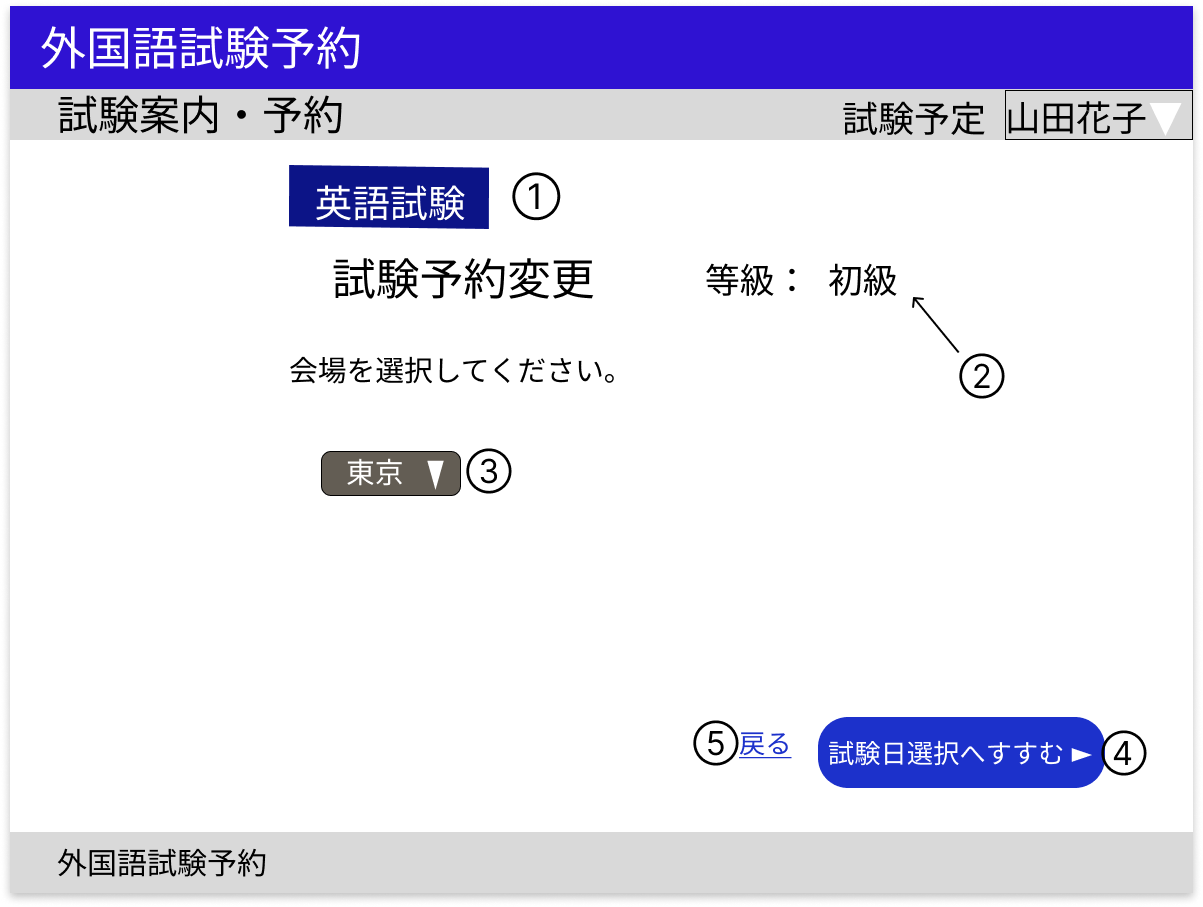 外国語試験予約
試験案内・予約
試験予定 山田花子▼
英語試験 ①
試験予約変更 等級： 初級
②
会場を選択してください。
東京 ▼ ③
⑤ 戻る 試験日選択へすすむ ► ④
外国語試験予約